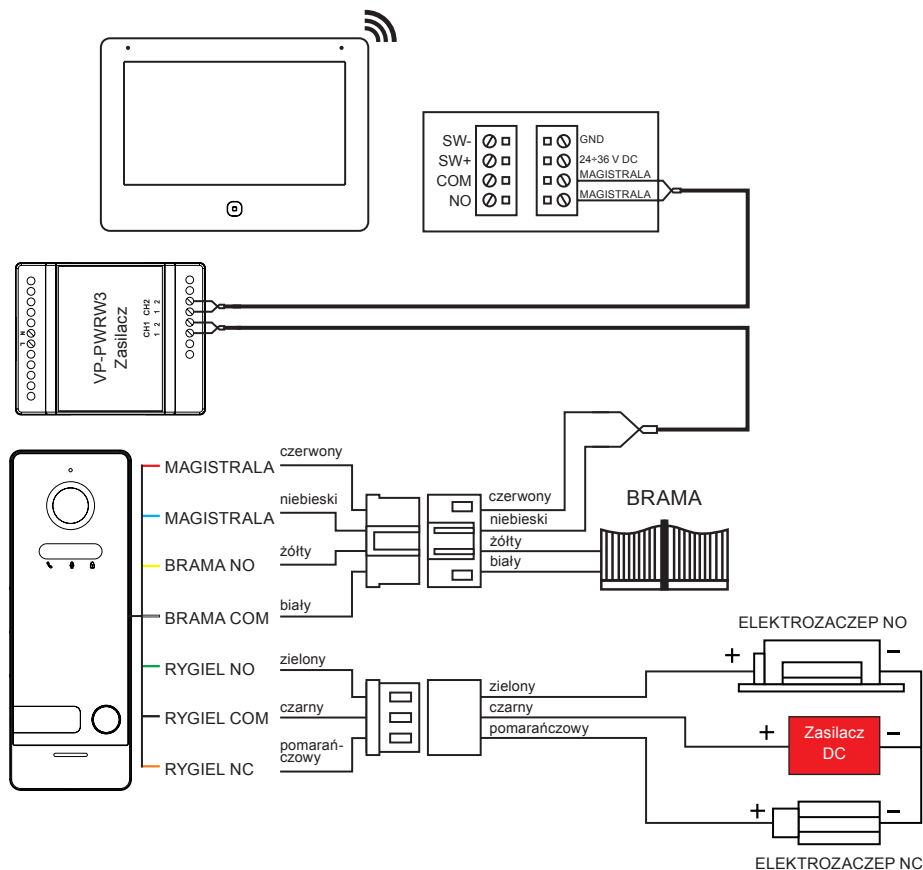 SW-
SW+
COM
NO
GND
24÷36 V DC
MAGISTRALA
MAGISTRALA
N
L
VP-PWRW3
Zasilacz
CH1 CH2
1 2 1 2
MAGISTRALA
czerwony
MAGISTRALA
niebieski
BRAMA NO
żółty
BRAMA COM
biały
RYGIEL NO
zielony
RYGIEL COM
czarny
RYGIEL NC
pomarań-
czowy
czerwony
niebieski
żółty
biały
BRAMA
zielony
czarny
pomarańczowy
ELEKTROZACZEP NO
+ -
+ Zasilacz -
DC
+ -
ELEKTROZACZEP NC